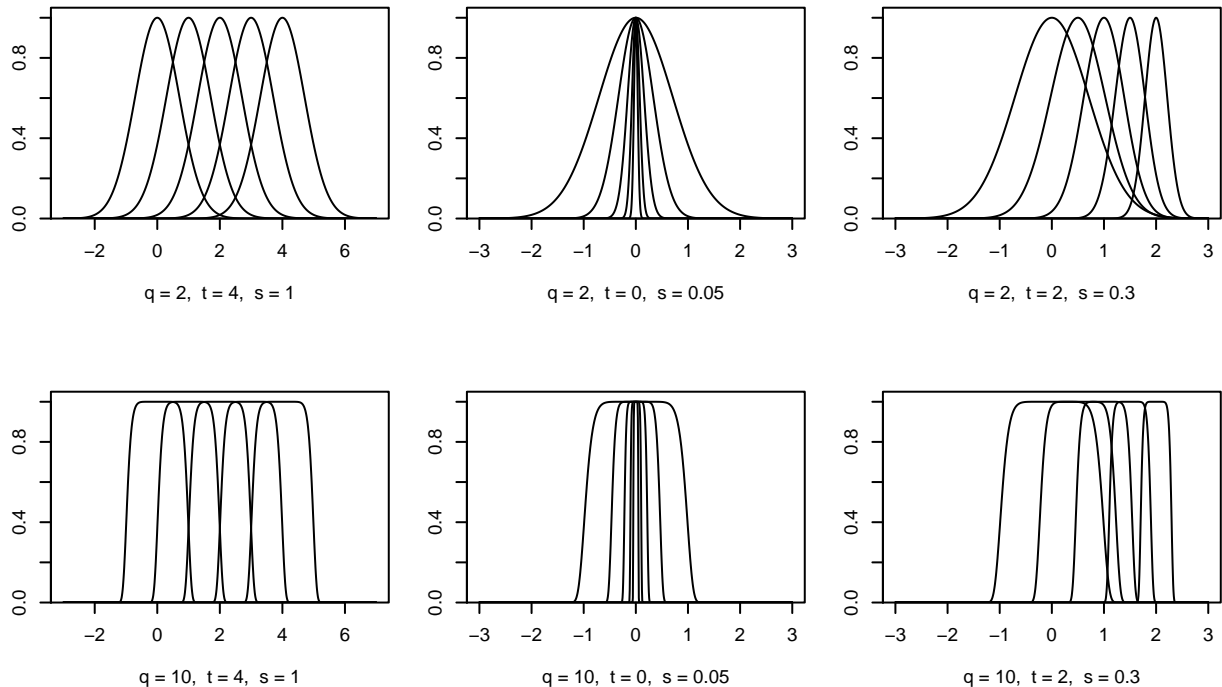 0.0 0.4 0.8
−2 0 2 4 6
q = 2, t = 4, s = 1
0.0 0.4 0.8
−3 −2 −1 0 1 2 3
q = 2, t = 0, s = 0.05
0.0 0.4 0.8
−3 −2 −1 0 1 2 3
q = 2, t = 2, s = 0.3
0.0 0.4 0.8
−2 0 2 4 6
q = 10, t = 4, s = 1
0.0 0.4 0.8
−3 −2 −1 0 1 2 3
q = 10, t = 0, s = 0.05
0.0 0.4 0.8
−3 −2 −1 0 1 2 3
q = 10, t = 2, s = 0.3